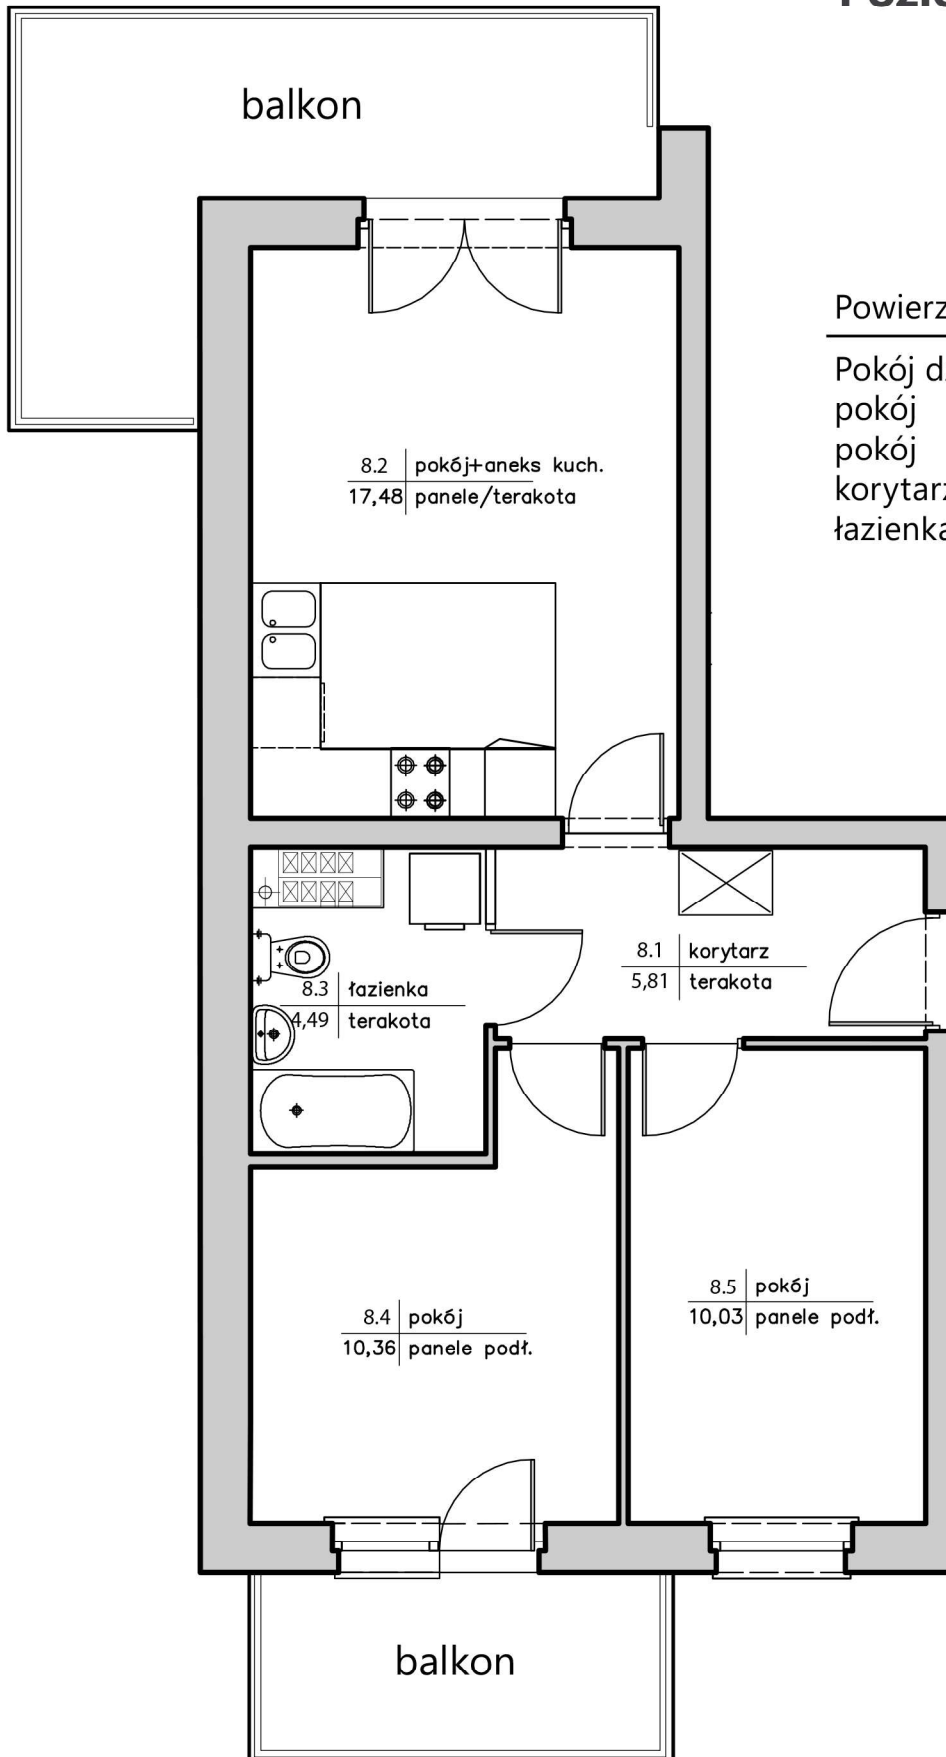 balkon
Powierz
Pokój d
pokój
pokój
korytarz
łazienka
8.2 pokój+aneks kuch.
17,48 panele/terakota
8.1 korytarz
5,81 terakota
8.3 łazienka
4,49 terakota
8.5 pokój
10,03 panele podł.
8.4 pokój
10,36 panele podł.
balkon